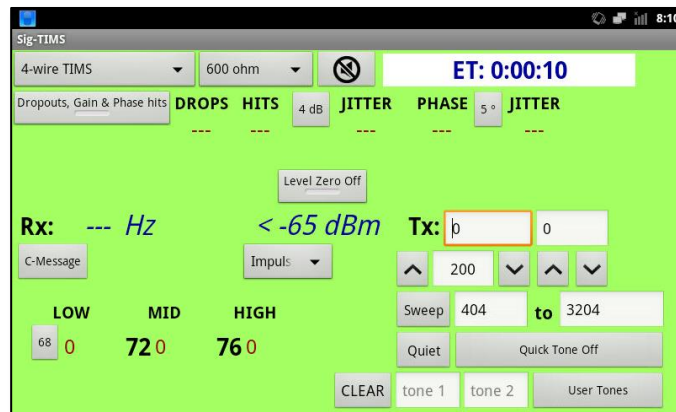 8:10
Sig-TIMS
4-wire TIMS 600 ohm ET: 0:00:10
Dropouts, Gain & Phase hits DROPS HITS 4 dB JITTER PHASE 5 ° JITTER
--- --- --- ---
Level Zero Off
Rx: --- Hz < -65 dBm Tx: 0 0
C-Message Impuls 200
LOW MID HIGH Sweep 404 to 3204
68 0 72 0 76 0 Quiet Quick Tone Off
CLEAR tone 1 tone 2 User Tones